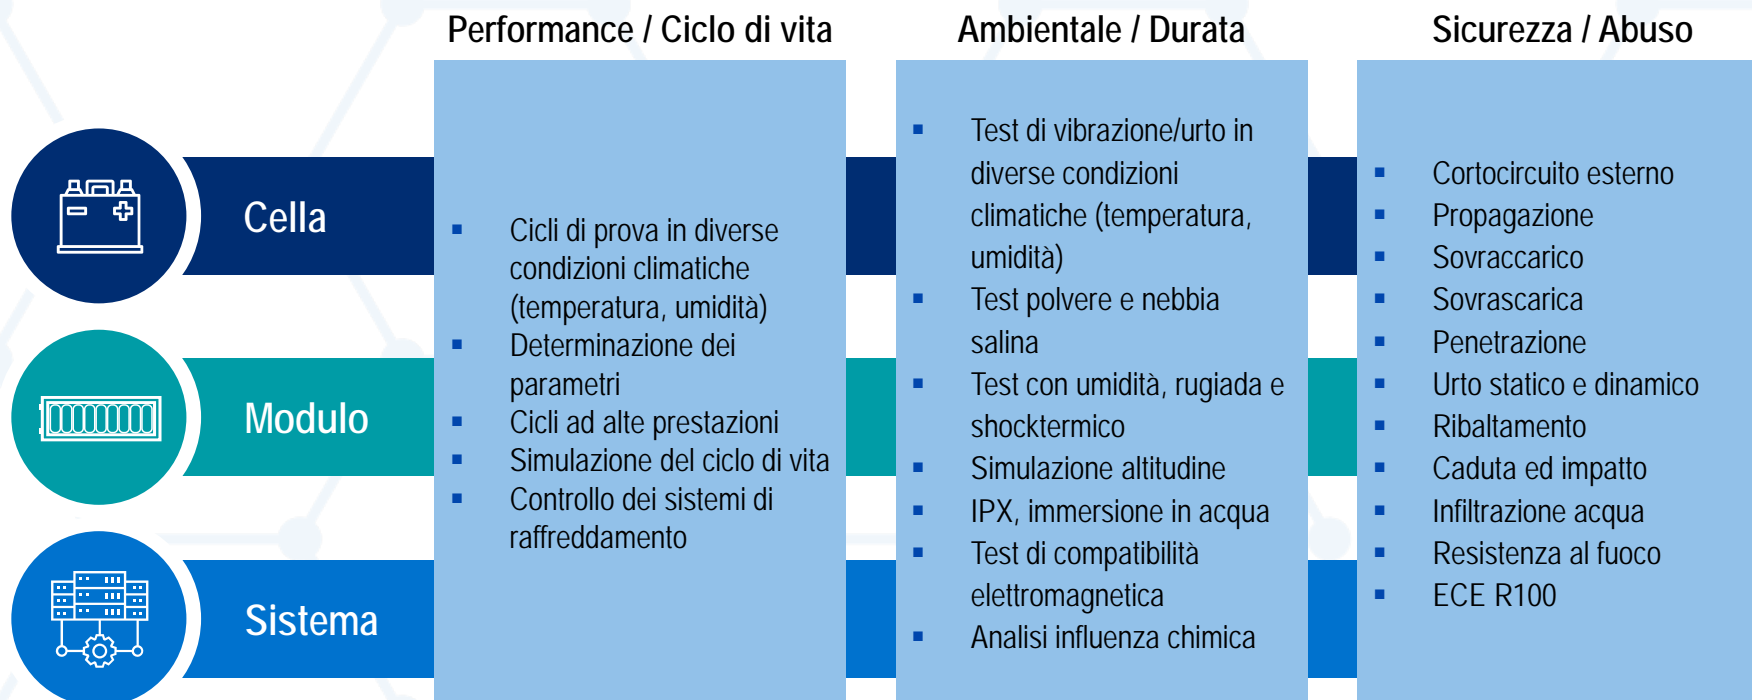 Performance / Ciclo di vita
Ambientale / Durata
Sicurezza / Abuso
Cella
Modulo
Sistema
▪ Cicli di prova in diverse
condizioni climatiche
(temperatura, umidità)
▪ Determinazione dei
parametri
▪ Cicli ad alte prestazioni
▪ Simulazione del ciclo di vita
▪ Controllo dei sistemi di
raffreddamento
▪ Test di vibrazione/urto in
diverse condizioni
climatiche (temperatura,
umidità)
▪ Test polvere e nebbia
salina
▪ Test con umidità, rugiada e
shocktermico
▪ Simulazione altitudine
▪ IPX, immersione in acqua
▪ Test di compatibilità
elettromagnetica
▪ Analisi influenza chimica
▪ Cortocircuito esterno
▪ Propagazione
▪ Sovraccarico
▪ Sovrascarica
▪ Penetrazione
▪ Urto statico e dinamico
▪ Ribaltamento
▪ Caduta ed impatto
▪ Infiltrazione acqua
▪ Resistenza al fuoco
▪ ECE R100